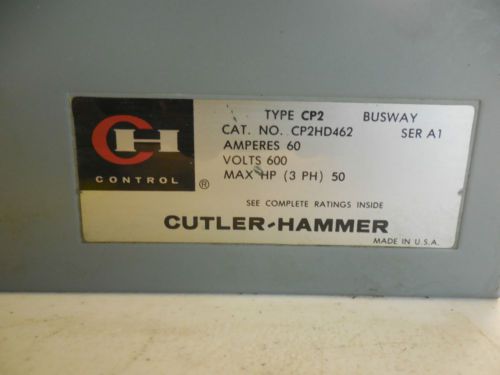 TYPE CP2 BUSWAY
CAT. NO. CP2HD462 SER A1
AMPERES 60
VOLTS 600
MAX HP (3 PH) 50
CH
CONTROL ®
SEE COMPLETE RATINGS INSIDE
CUTLER-HAMMER
MADE IN U.S.A.